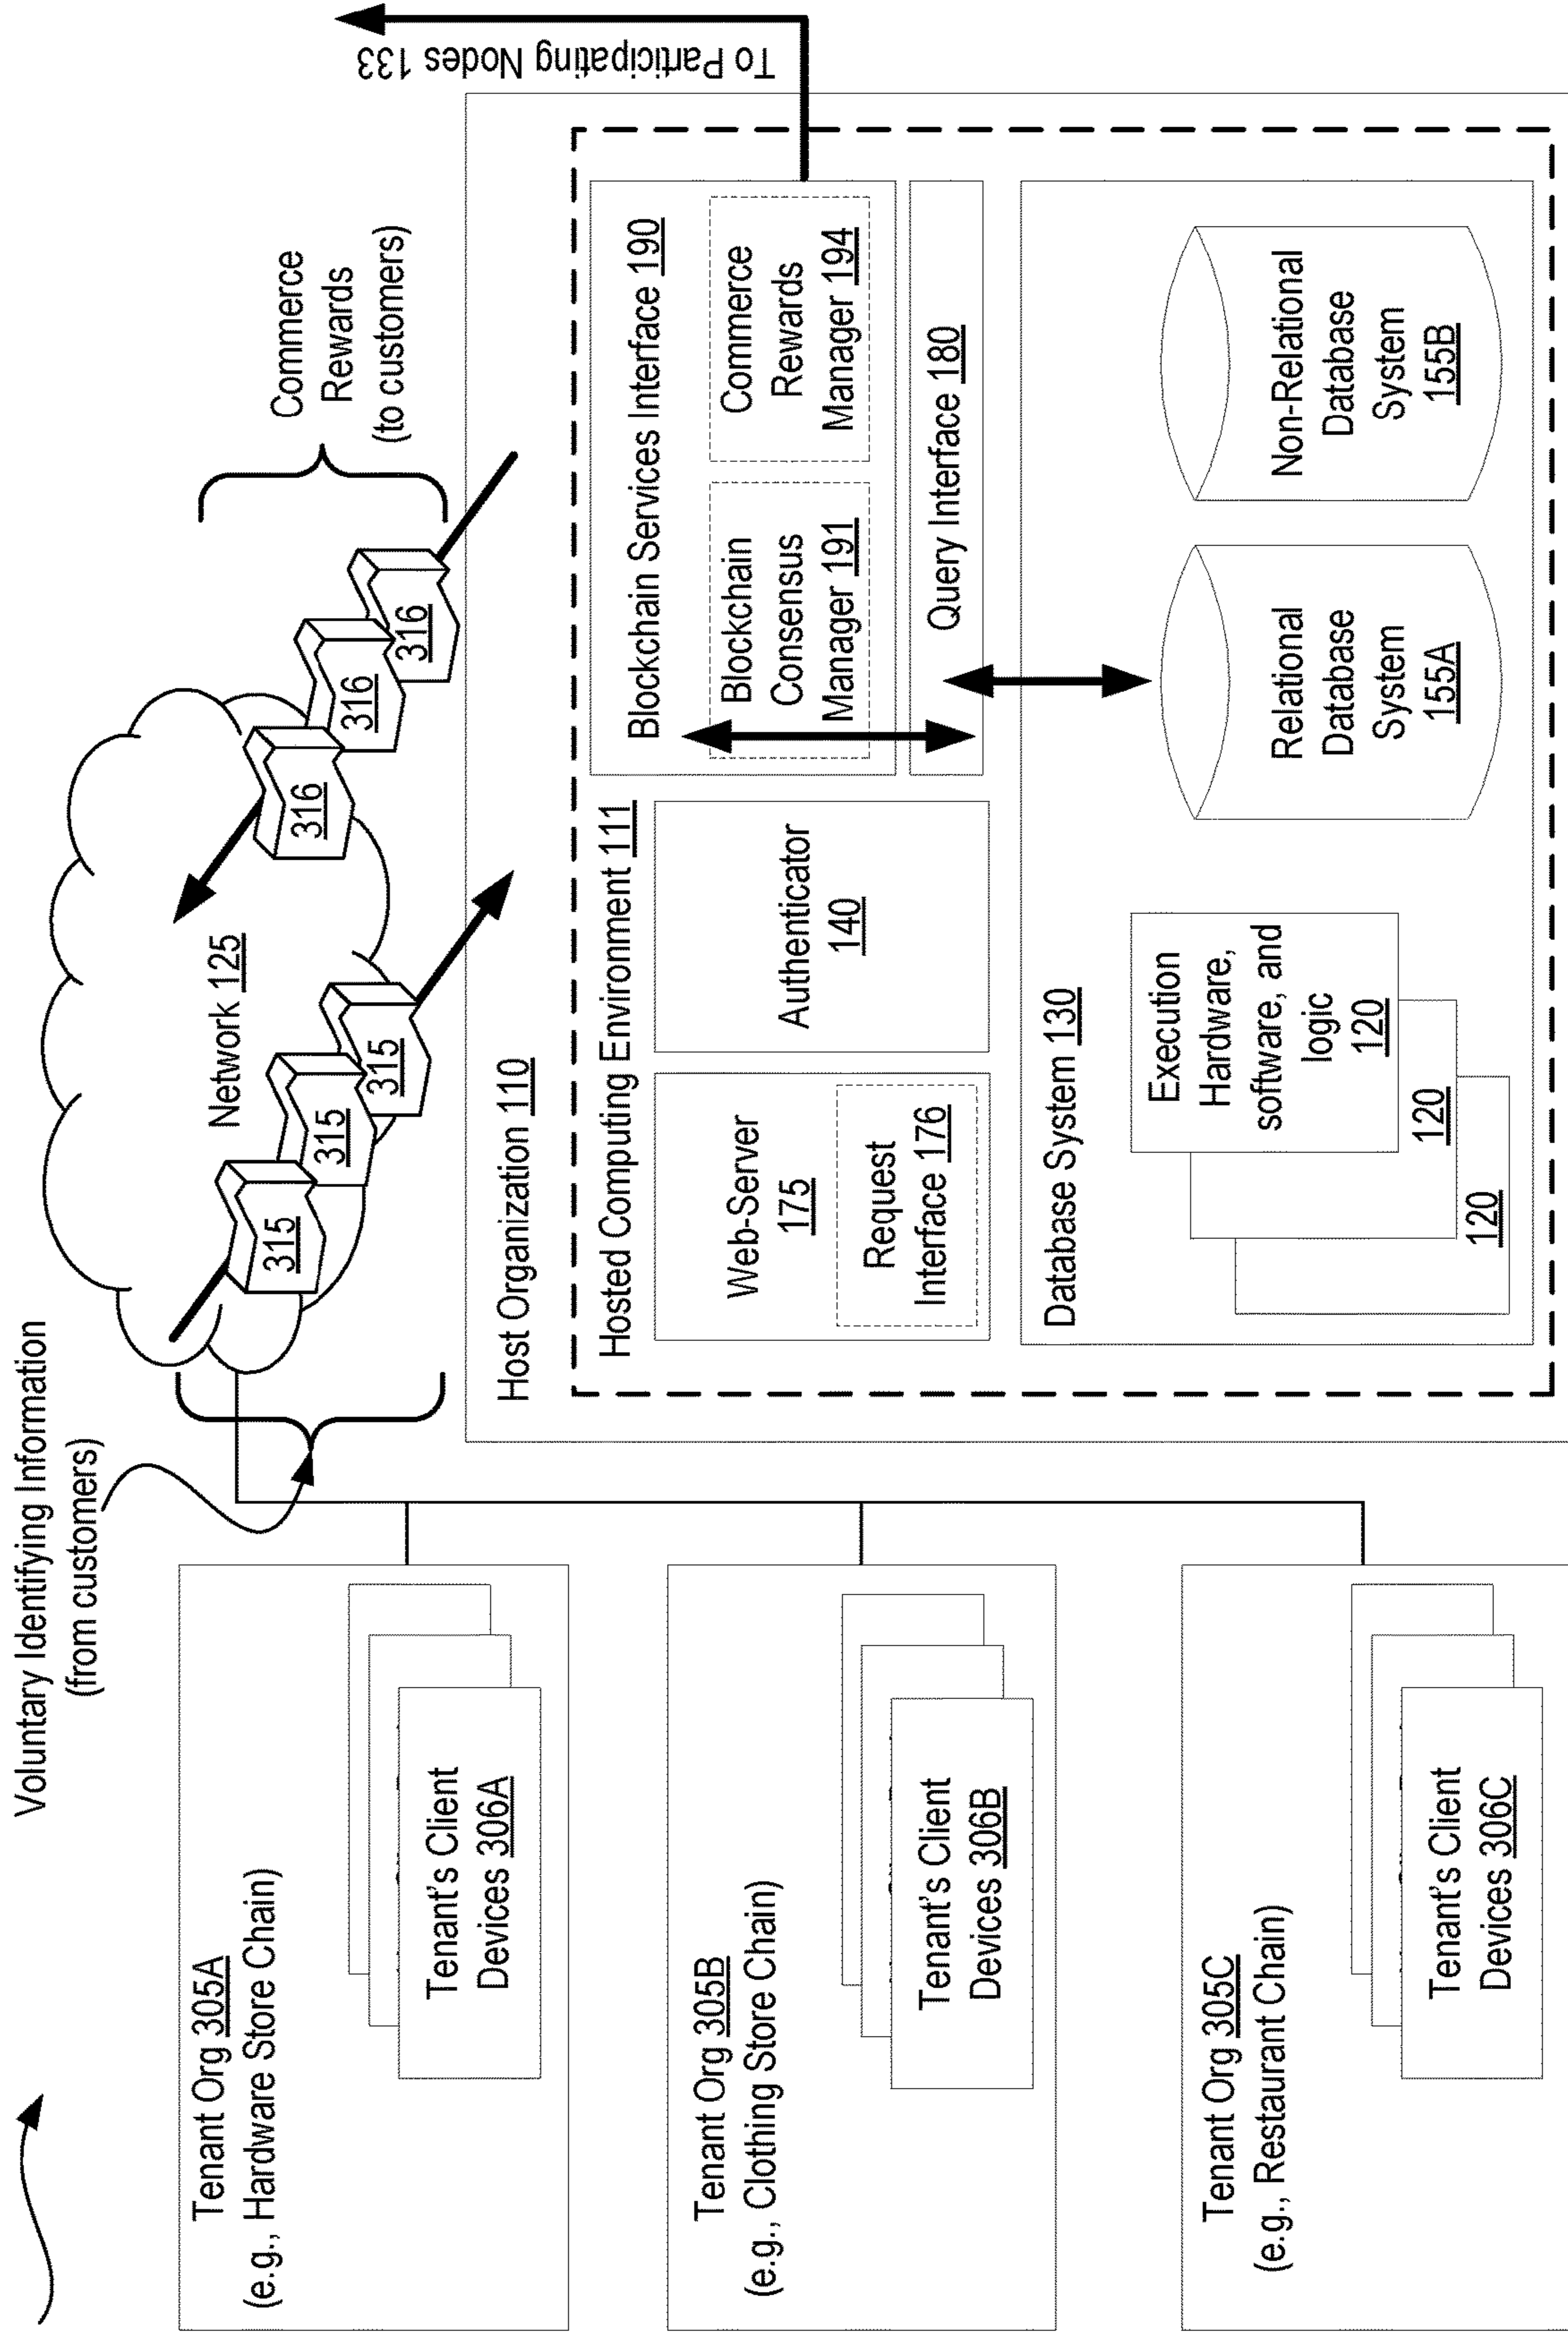 Voluntary Identifying Information
(from customers)
Network 125
315
315
315
316
316
316
Commerce
Rewards
(to customers)
To Participating Nodes 133
Tenant Org 305A
(e.g., Hardware Store Chain)
Tenant's Client
Devices 306A
Tenant Org 305B
(e.g., Clothing Store Chain)
Tenant's Client
Devices 306B
Tenant Org 305C
(e.g., Restaurant Chain)
Tenant's Client
Devices 306C
Host Organization 110
Hosted Computing Environment 111
Web-Server
175
Request
Interface 176
Authenticator
140
Blockchain Services Interface 190
Blockchain
Consensus
Manager 191
Commerce
Rewards
Manager 194
Query Interface 180
Database System 130
Execution
Hardware,
software, and
logic
120
120
120
Relational
Database
System
155A
Non-Relational
Database
System
155B